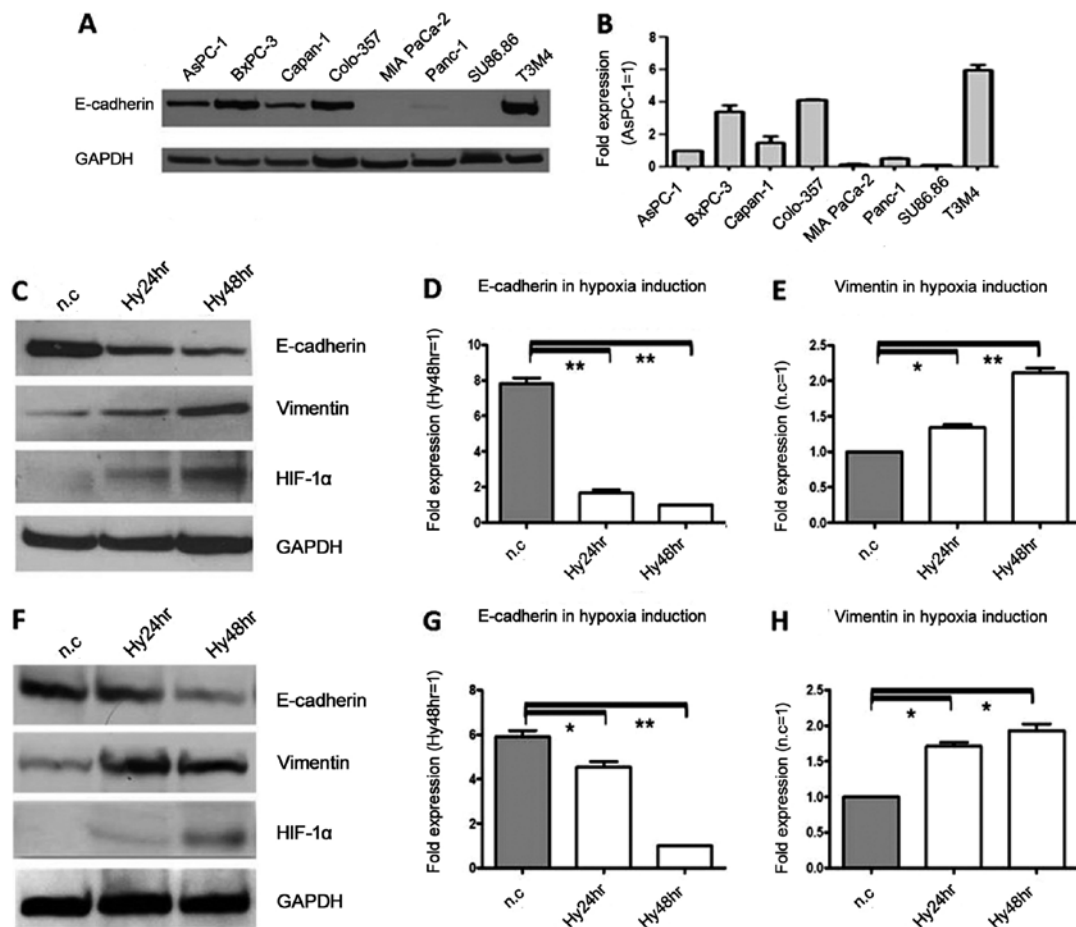 A
AsPC-1
BxPC-3
Capan-1
Colo-357
MIA PaCa-2
Panc-1
SU86.86
T3M4
E-cadherin
GAPDH
B
Fold expression
(AsPC-1=1)
8
6
4
2
0
AsPC-1
BxPC-3
Capan-1
Colo-357
MIA PaCa-2
Panc-1
SU86.86
T3M4
C
n.c
Hy24hr
Hy48hr
E-cadherin
Vimentin
HIF-1α
GAPDH
D
E-cadherin in hypoxia induction
Fold expression (Hy48hr=1)
10
8
6
4
2
0
** **
n.c
Hy24hr
Hy48hr
E
Vimentin in hypoxia induction
Fold expression (n.c=1)
2.5
2.0
1.5
1.0
0.5
0.0
* **
n.c
Hy24hr
Hy48hr
F
n.c
Hy24hr
Hy48hr
E-cadherin
Vimentin
HIF-1α
GAPDH
G
E-cadherin in hypoxia induction
Fold expression (Hy48hr=1)
8
6
4
2
0
* **
n.c
Hy24hr
Hy48hr
H
Vimentin in hypoxia induction
Fold expression (n.c=1)
2.5
2.0
1.5
1.0
0.5
0.0
* *
n.c
Hy24hr
Hy48hr